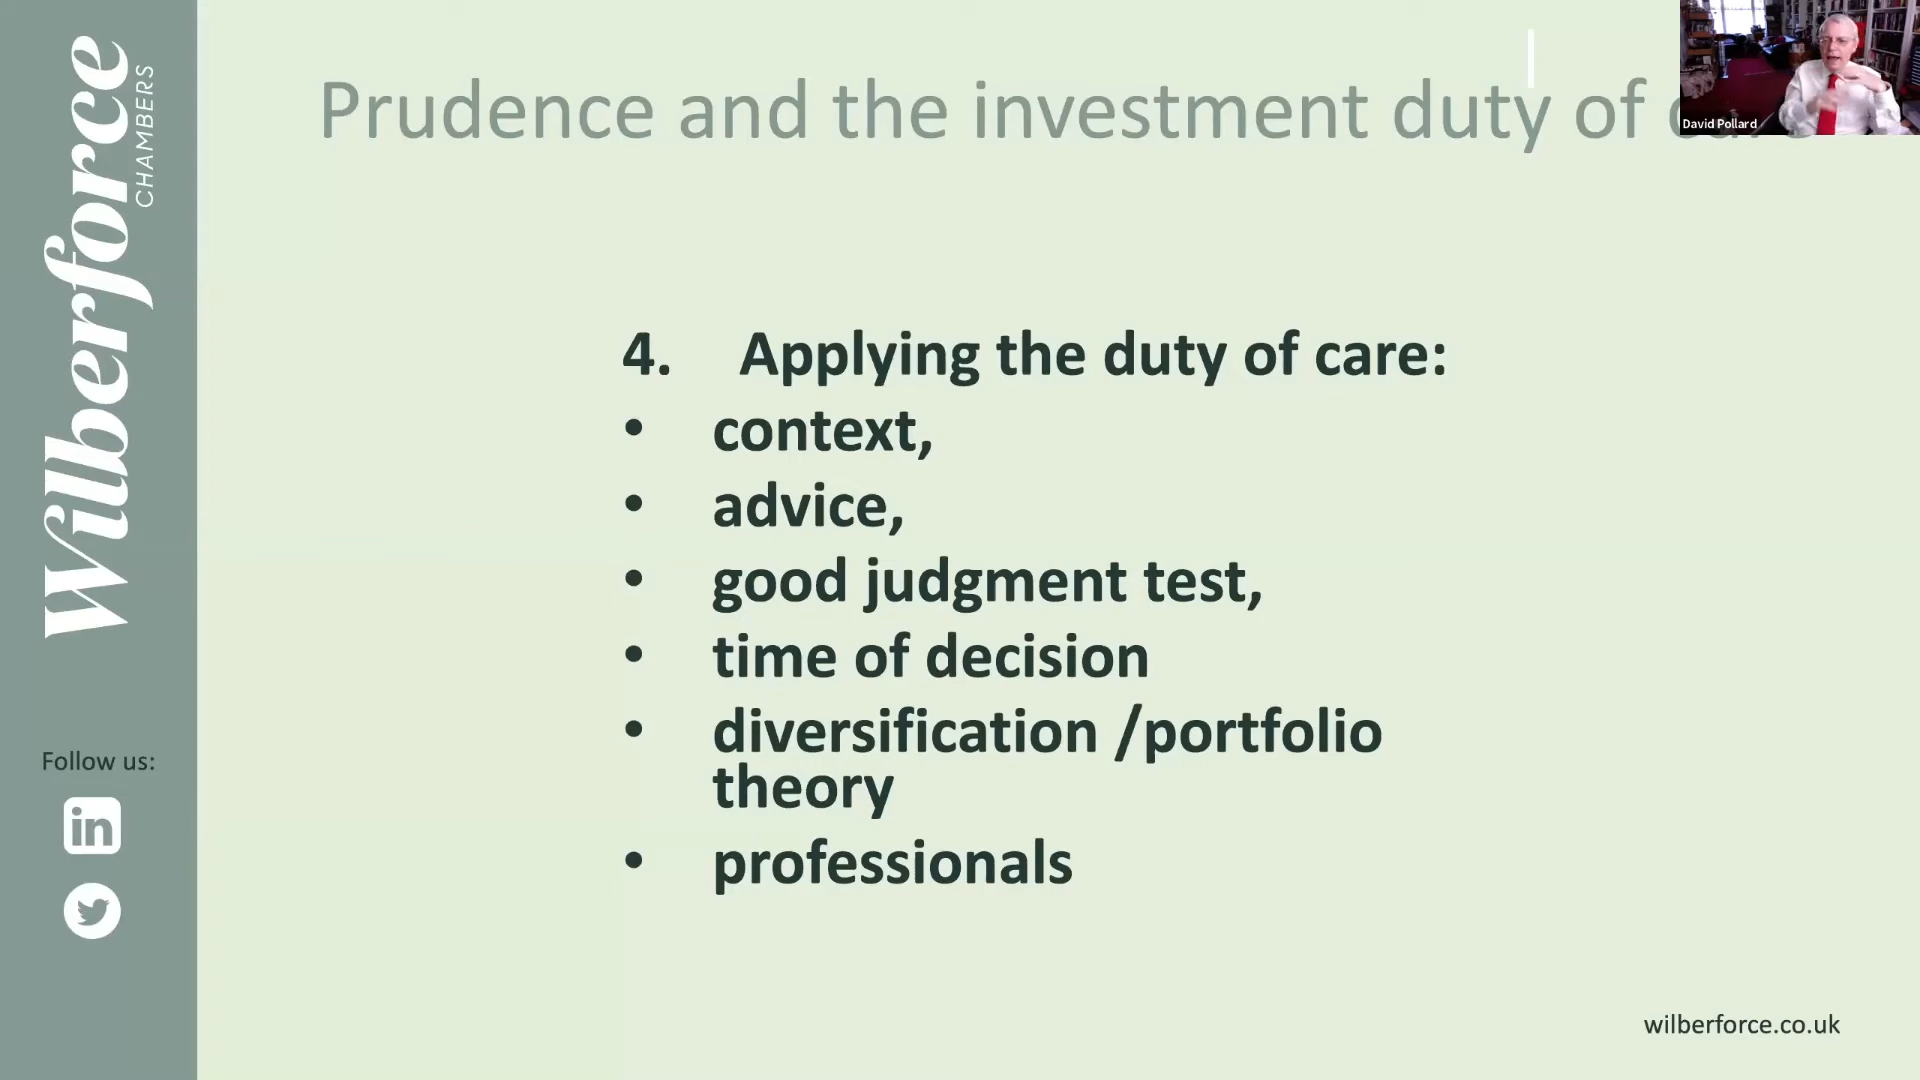 Wilberforce
CHAMBERS
Prudence and the investment duty of
David Pollard
4. Applying the duty of care:
• context,
• advice,
• good judgment test,
• time of decision
• diversification /portfolio
theory
• professionals
Follow us:
in
wilberforce.co.uk